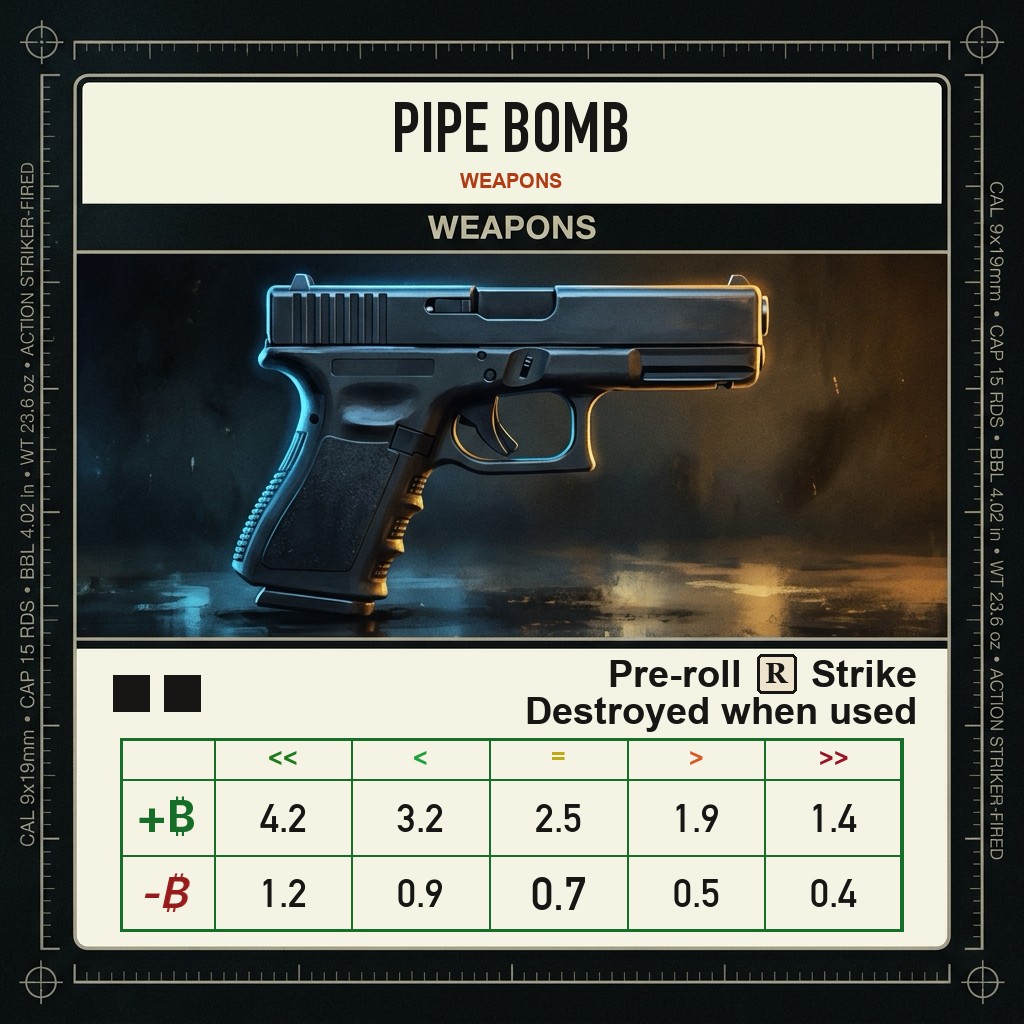 PIPE BOMB
WEAPONS
WEAPONS
CAL 9x19mm • CAP 15 RDS • BBL 4.02 in • WT 23.6 oz • ACTION STRIKER-FIRED
CAL 9x19mm • CAP 15 RDS • BBL 4.02 in • WT 23.6 oz • ACTION STRIKER-FIRED
Pre-roll R Strike
Destroyed when used
<< < = > >>
+₿ 4.2 3.2 2.5 1.9 1.4
-₿ 1.2 0.9 0.7 0.5 0.4